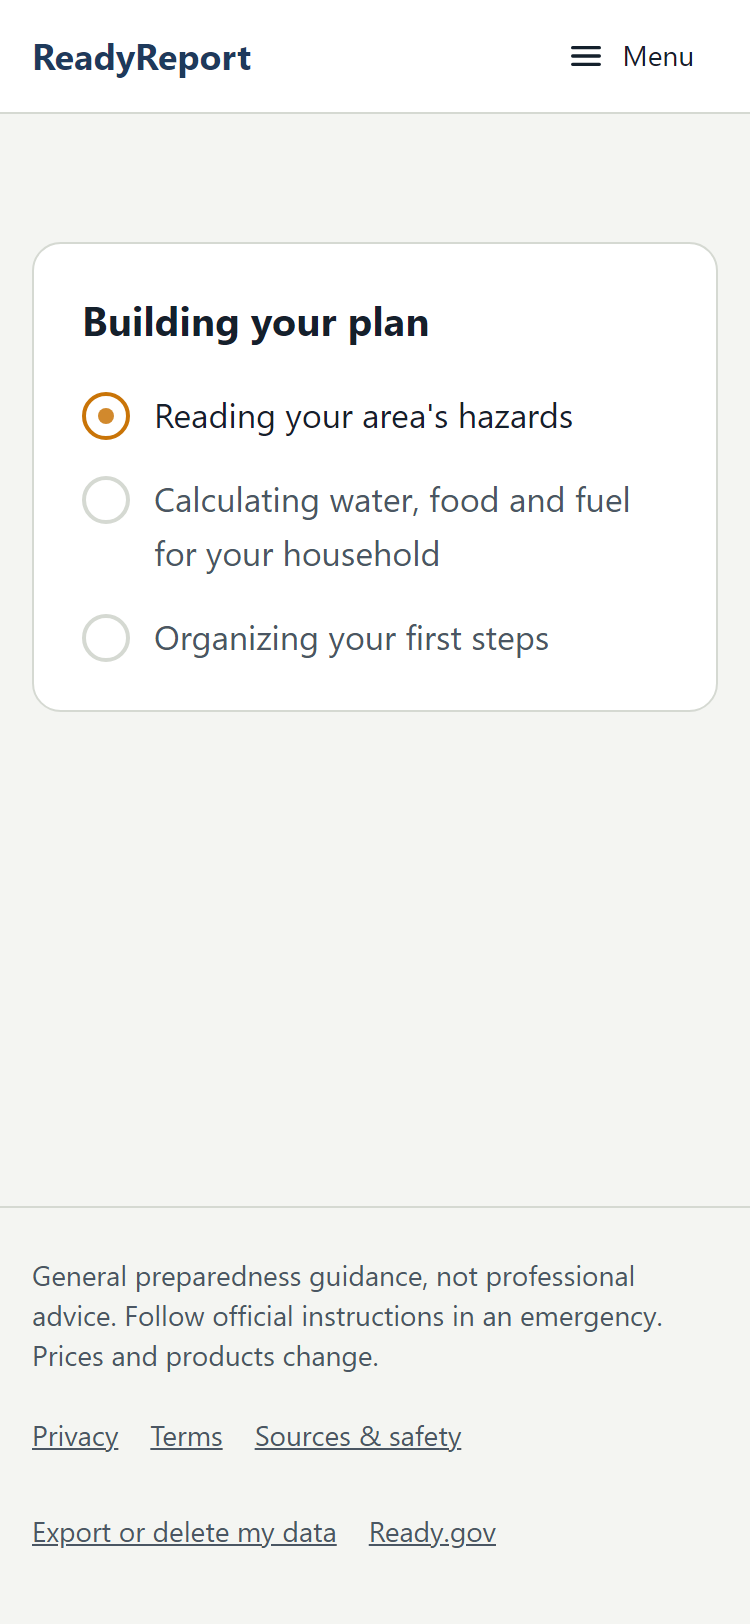 ReadyReport
Menu
Building your plan
Reading your area's hazards
Calculating water, food and fuel
for your household
Organizing your first steps
General preparedness guidance, not professional
advice. Follow official instructions in an emergency.
Prices and products change.
Privacy Terms Sources & safety
Export or delete my data Ready.gov